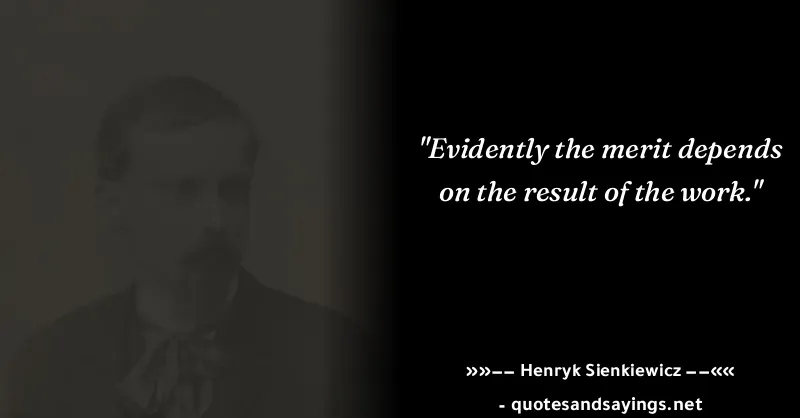 "Evidently the merit depends
on the result of the work."
»»−− Henryk Sienkiewicz −−««
- quotesandsayings.net